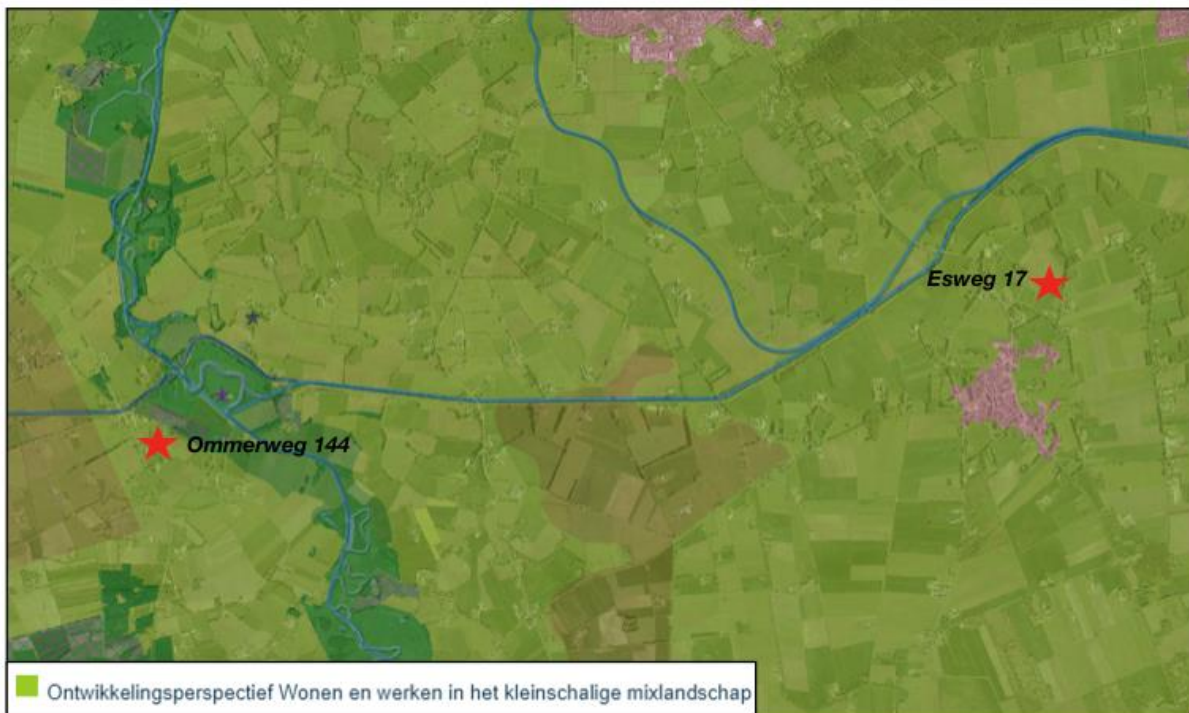 Esweg 17
Ommerweg 144
Ontwikkelingsperspectief Wonen en werken in het kleinschalige mixlandschap